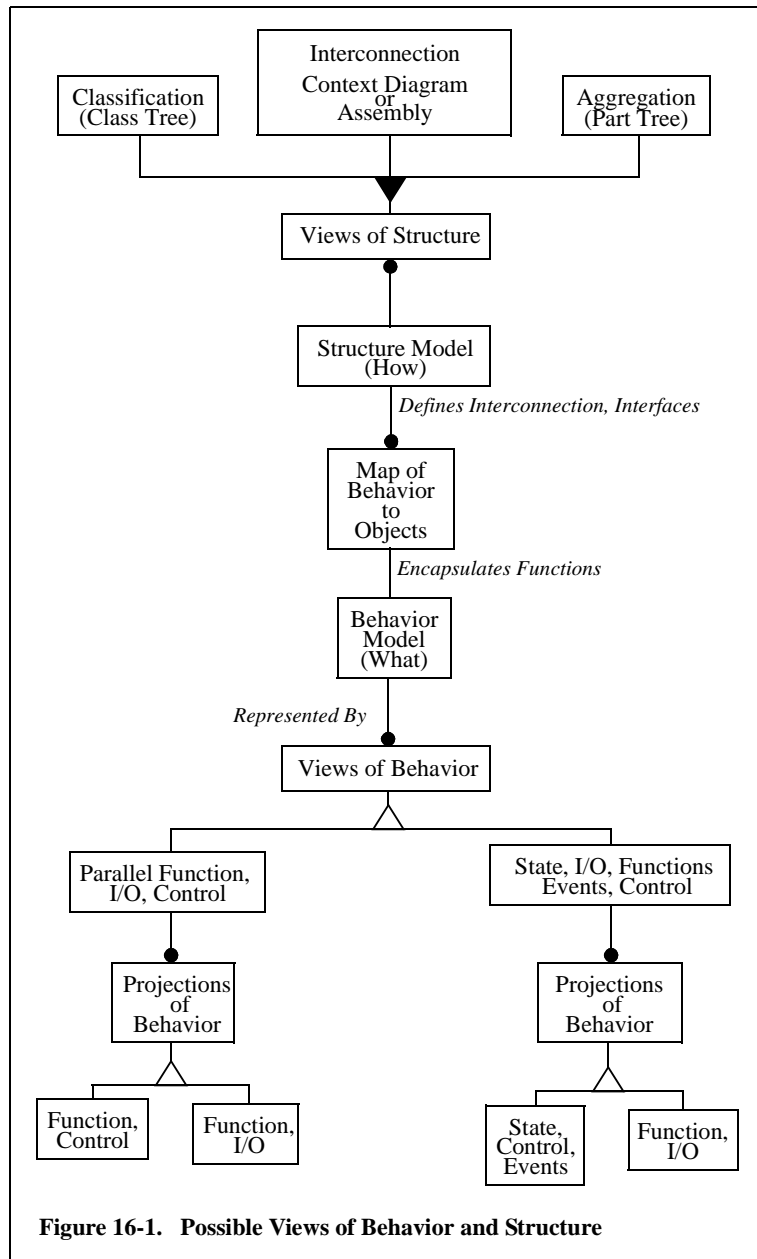 Interconnection
Context Diagram
or
Assembly
Classification
(Class Tree)
Aggregation
(Part Tree)
Views of Structure
Structure Model
(How)
Defines Interconnection, Interfaces
Map of
Behavior
to
Objects
Encapsulates Functions
Behavior
Model
(What)
Represented By
Views of Behavior
Parallel Function,
I/O, Control
State, I/O, Functions
Events, Control
Projections
of
Behavior
Projections
of
Behavior
Function,
Control
Function,
I/O
State,
Control,
Events
Function,
I/O
Figure 16-1. Possible Views of Behavior and Structure